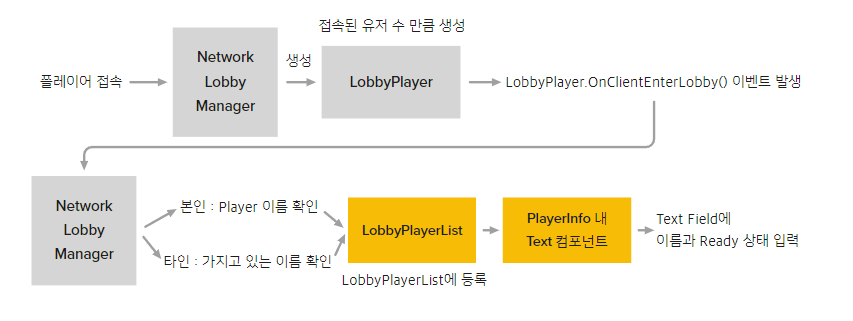 접속된 유저 수 만큼 생성
플레이어 접속
Network
Lobby
Manager
생성
LobbyPlayer
LobbyPlayer.OnClientEnterLobby() 이벤트 발생
Network
Lobby
Manager
본인 : Player 이름 확인
타인 : 가지고 있는 이름 확인
LobbyPlayerList
LobbyPlayerList에 등록
PlayerInfo 내
Text 컴포넌트
Text Field에
이름과 Ready 상태 입력